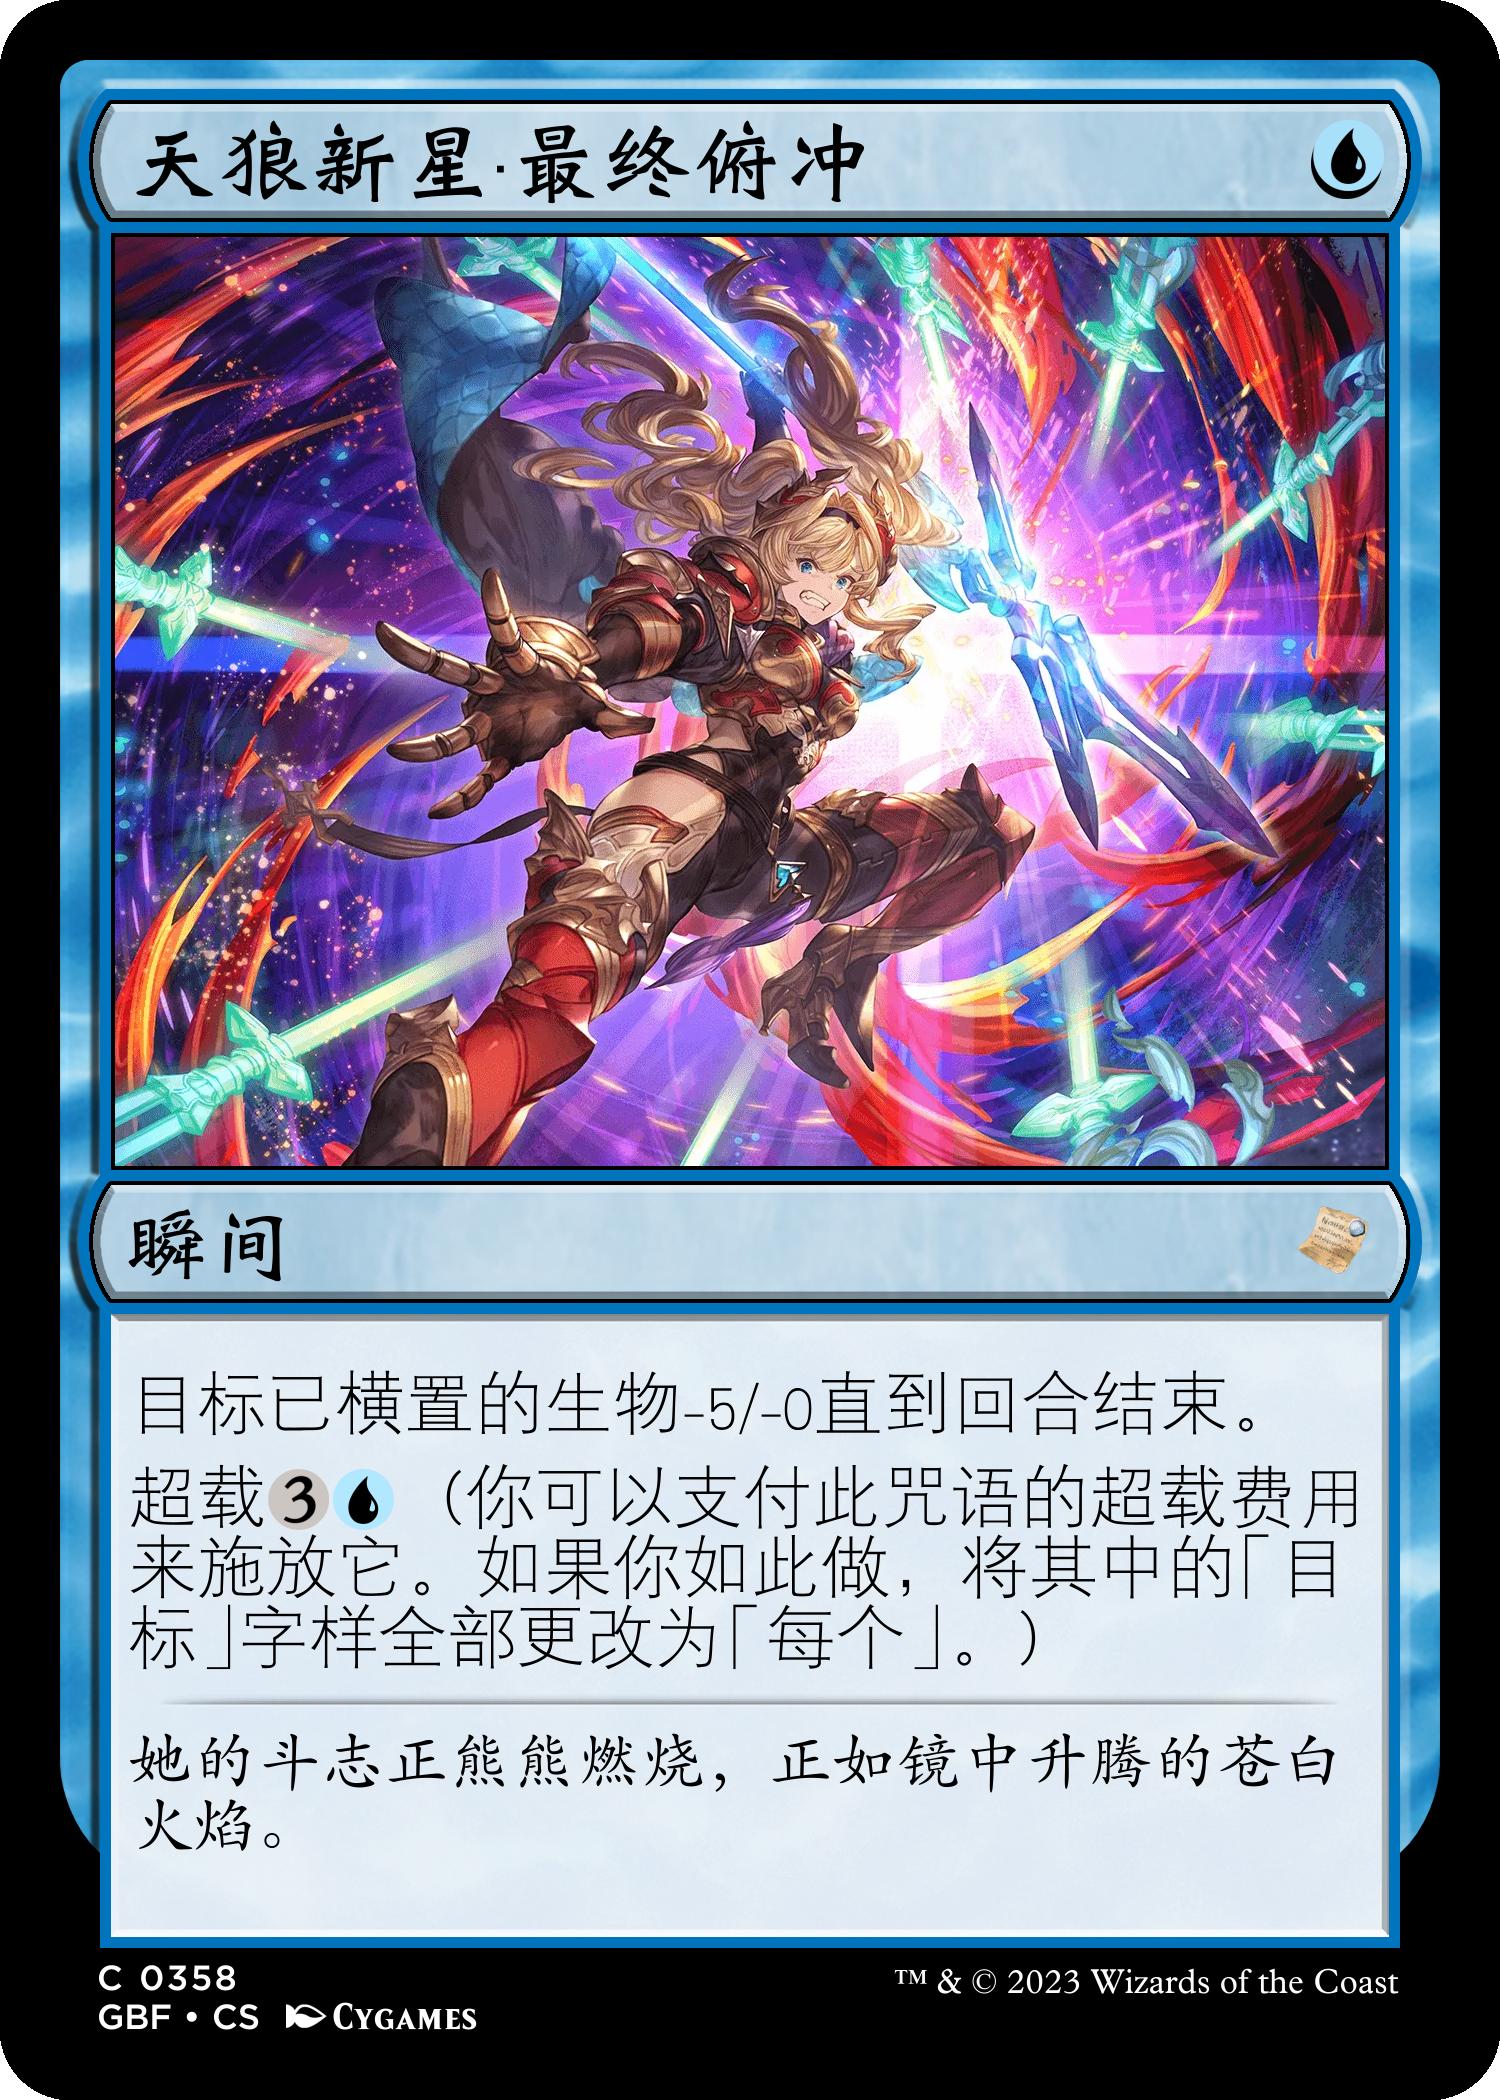 天狼新星·最终俯冲
瞬间
目标已横置的生物-5/-0直到回合结束。
超载3（你可以支付此咒语的超载费用
来施放它。如果你如此做，将其中的「目
标」字样全部更改为「每个」。）
她的斗志正熊熊燃烧，正如镜中升腾的苍白
火焰。
C 0358
GBF • CS CYGAMES
™ & © 2023 Wizards of the Coast